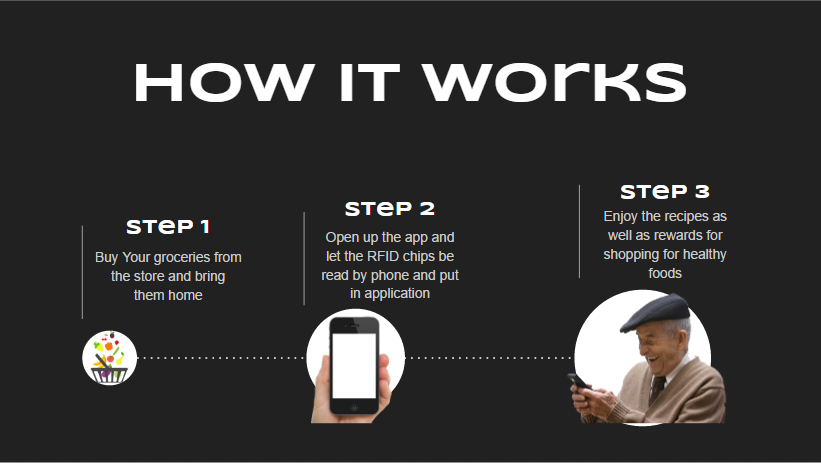 HOW IT WORKS
STEP 1
Buy Your groceries from
the store and bring
them home
STEP 2
Open up the app and
let the RFID chips be
read by phone and put
in application
STEP 3
Enjoy the recipes as
well as rewards for
shopping for healthy
foods